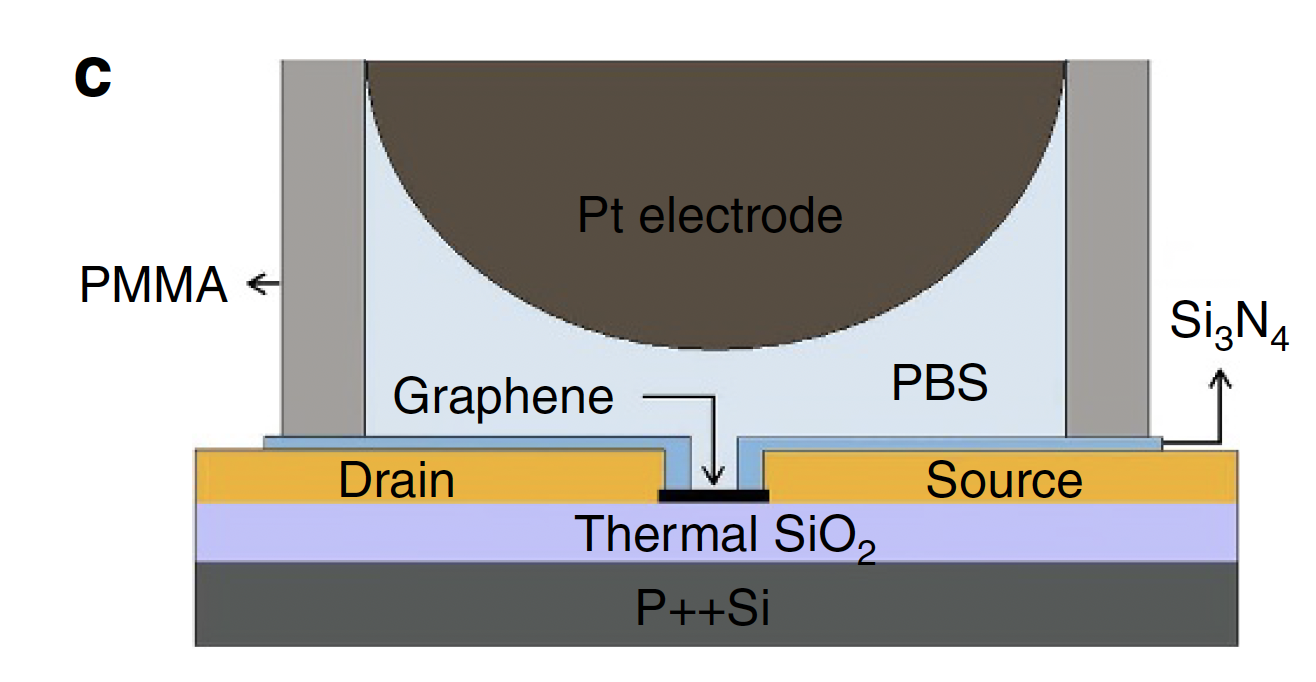 c
Pt electrode
PMMA
Si₃N₄
Graphene
PBS
Drain
Source
Thermal SiO₂
P++Si